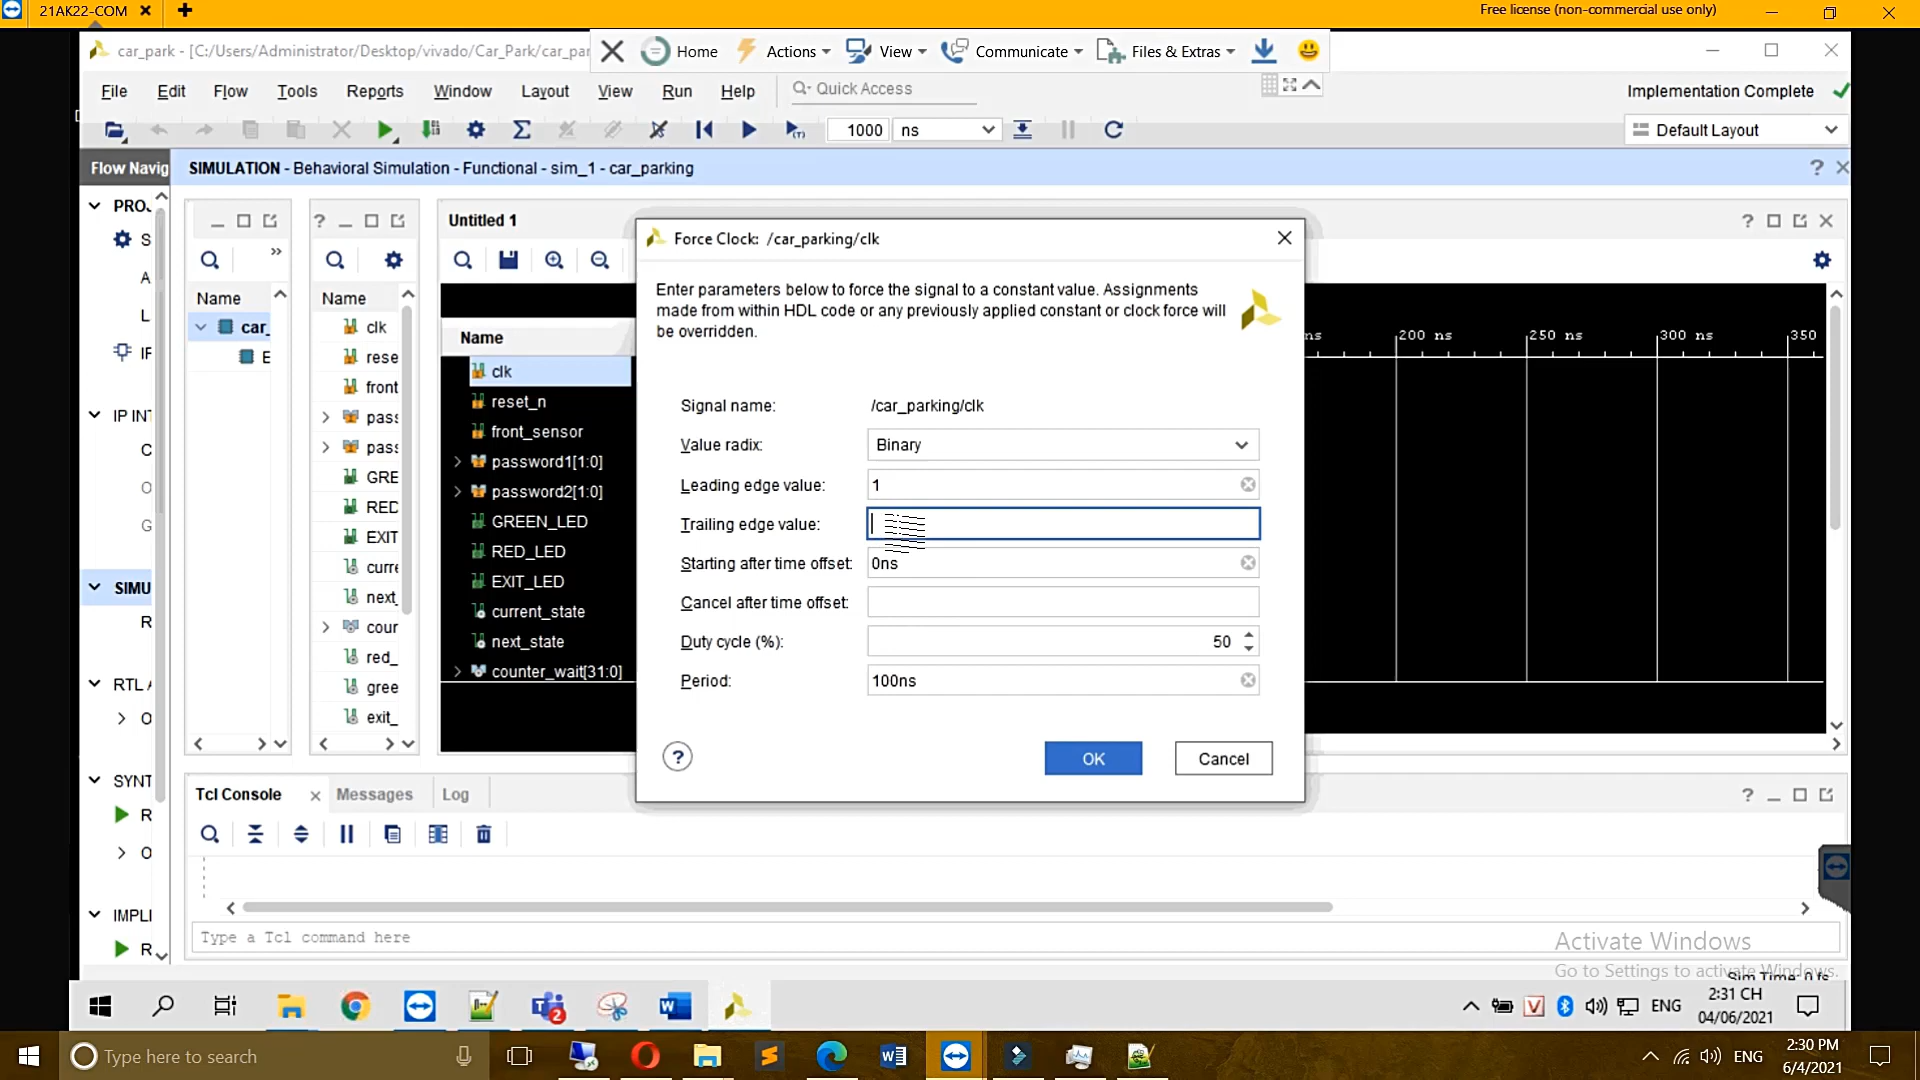 21AK22-COM
Free license (non-commercial use only)
car_park - [C:/Users/Administrator/Desktop/vivado/Car_Park/car_par
Home
Actions
View
Communicate
Files & Extras
File
Edit
Flow
Tools
Reports
Window
Layout
View
Run
Help
Quick Access
Implementation Complete
1000
ns
Default Layout
Flow Navig
SIMULATION - Behavioral Simulation - Functional - sim_1 - car_parking
PRO
S
A
L
IP
IP INT
C
O
G
SIMU
R
RTL A
O
SYNT
R
O
IMPLI
R
Name
car_
E
Name
clk
rese
front
pass
pass
GRE
RED
EXIT
curre
next_
cour
red_
gree
exit_
Untitled 1
Name
clk
reset_n
front_sensor
password1[1:0]
password2[1:0]
GREEN_LED
RED_LED
EXIT_LED
current_state
next_state
counter_wait[31:0]
ns
200 ns
250 ns
300 ns
350
Force Clock: /car_parking/clk
Enter parameters below to force the signal to a constant value. Assignments
made from within HDL code or any previously applied constant or clock force will
be overridden.
Signal name: /car_parking/clk
Value radix: Binary
Leading edge value: 1
Trailing edge value:
Starting after time offset: 0ns
Cancel after time offset:
Duty cycle (%): 50
Period: 100ns
OK
Cancel
Tcl Console
Messages
Log
Type a Tcl command here
Activate Windows
Go to Settings to activate Windows.
Sim Time: 0 fs
ENG
2:31 CH
04/06/2021
Type here to search
ENG
2:30 PM
6/4/2021